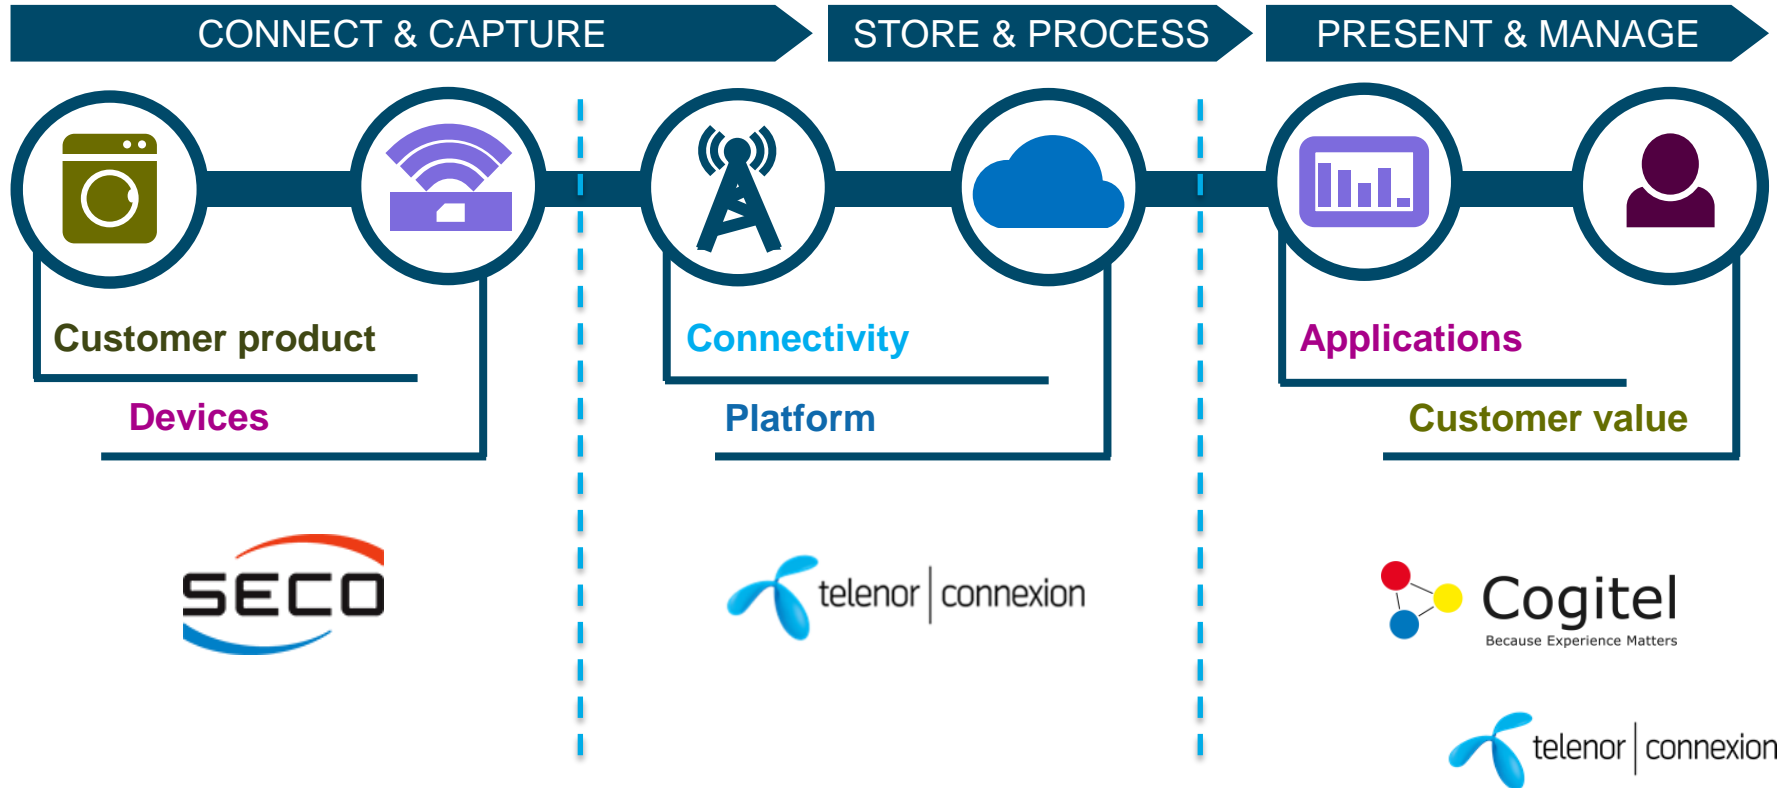 CONNECT & CAPTURE
STORE & PROCESS
PRESENT & MANAGE
Customer product
Devices
Connectivity
Platform
Applications
Customer value
SECO
telenor | connexion
Cogitel
Because Experience Matters
telenor | connexion